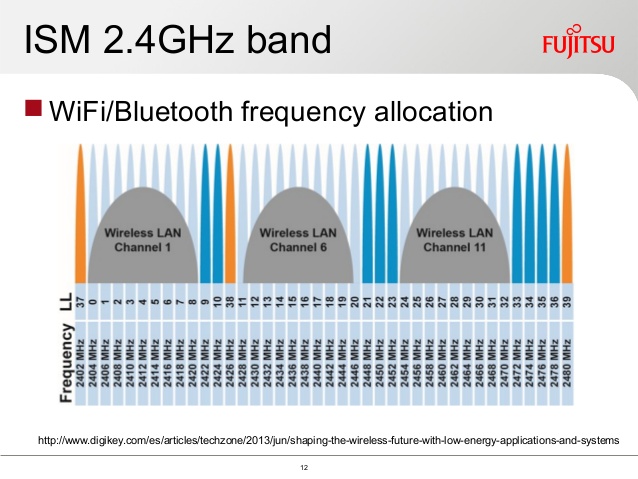 ISM 2.4GHz band
FUJITSU
WiFi/Bluetooth frequency allocation
Wireless LAN
Channel 1
Wireless LAN
Channel 6
Wireless LAN
Channel 11
LL 37 0 1 2 3 4 5 6 7 8 9 10 38 11 12 13 14 15 16 17 18 19 20 21 22 23 24 25 26 27 28 29 30 31 32 33 34 35 36 39
Frequency 2402 MHz 2404 MHz 2406 MHz 2408 MHz 2410 MHz 2412 MHz 2414 MHz 2416 MHz 2418 MHz 2420 MHz 2422 MHz 2424 MHz 2426 MHz 2428 MHz 2430 MHz 2432 MHz 2434 MHz 2436 MHz 2438 MHz 2440 MHz 2442 MHz 2444 MHz 2446 MHz 2448 MHz 2450 MHz 2452 MHz 2454 MHz 2456 MHz 2458 MHz 2460 MHz 2462 MHz 2464 MHz 2466 MHz 2468 MHz 2470 MHz 2472 MHz 2474 MHz 2476 MHz 2478 MHz 2480 MHz
http://www.digikey.com/es/articles/techzone/2013/jun/shaping-the-wireless-future-with-low-energy-applications-and-systems
12